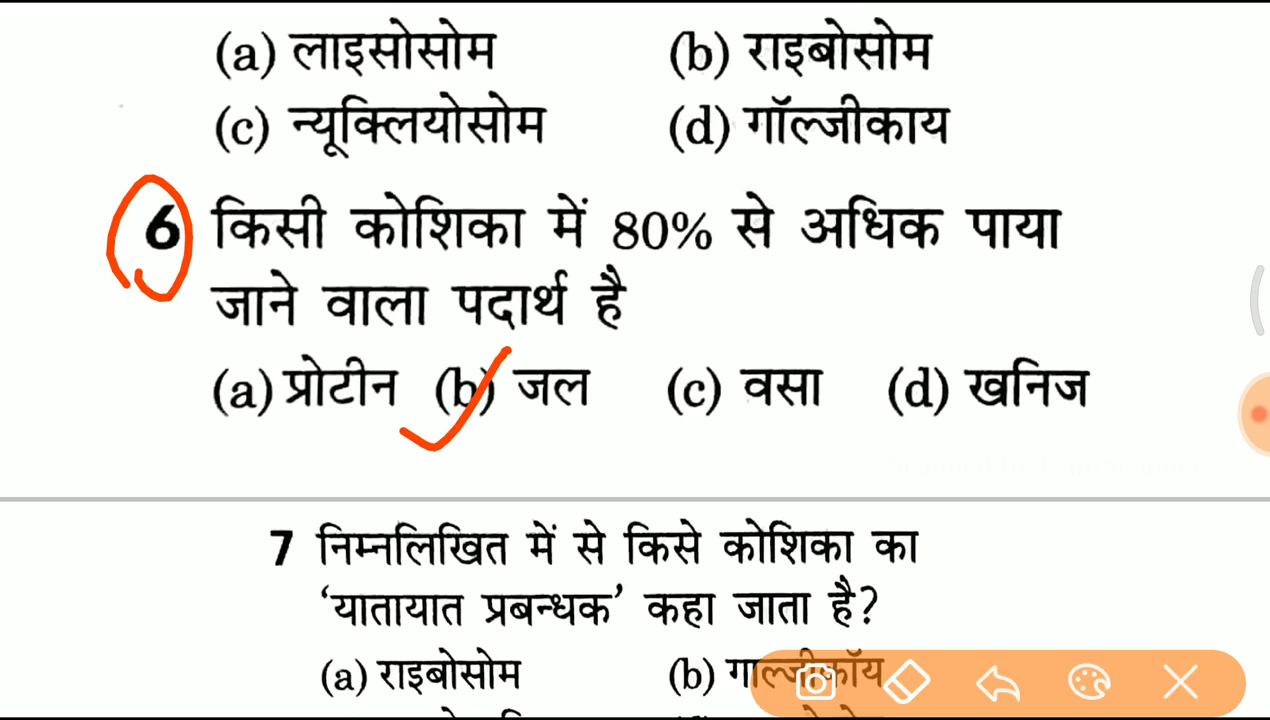 (a) लाइसोसोम (b) राइबोसोम
(c) न्यूक्लियोसोम (d) गॉल्जीकाय
6 किसी कोशिका में 80% से अधिक पाया
जाने वाला पदार्थ है
(a) प्रोटीन (b) जल (c) वसा (d) खनिज
7 निम्नलिखित में से किसे कोशिका का
‘यातायात प्रबन्धक’ कहा जाता है?
(a) राइबोसोम (b) गाल्जीकॉय